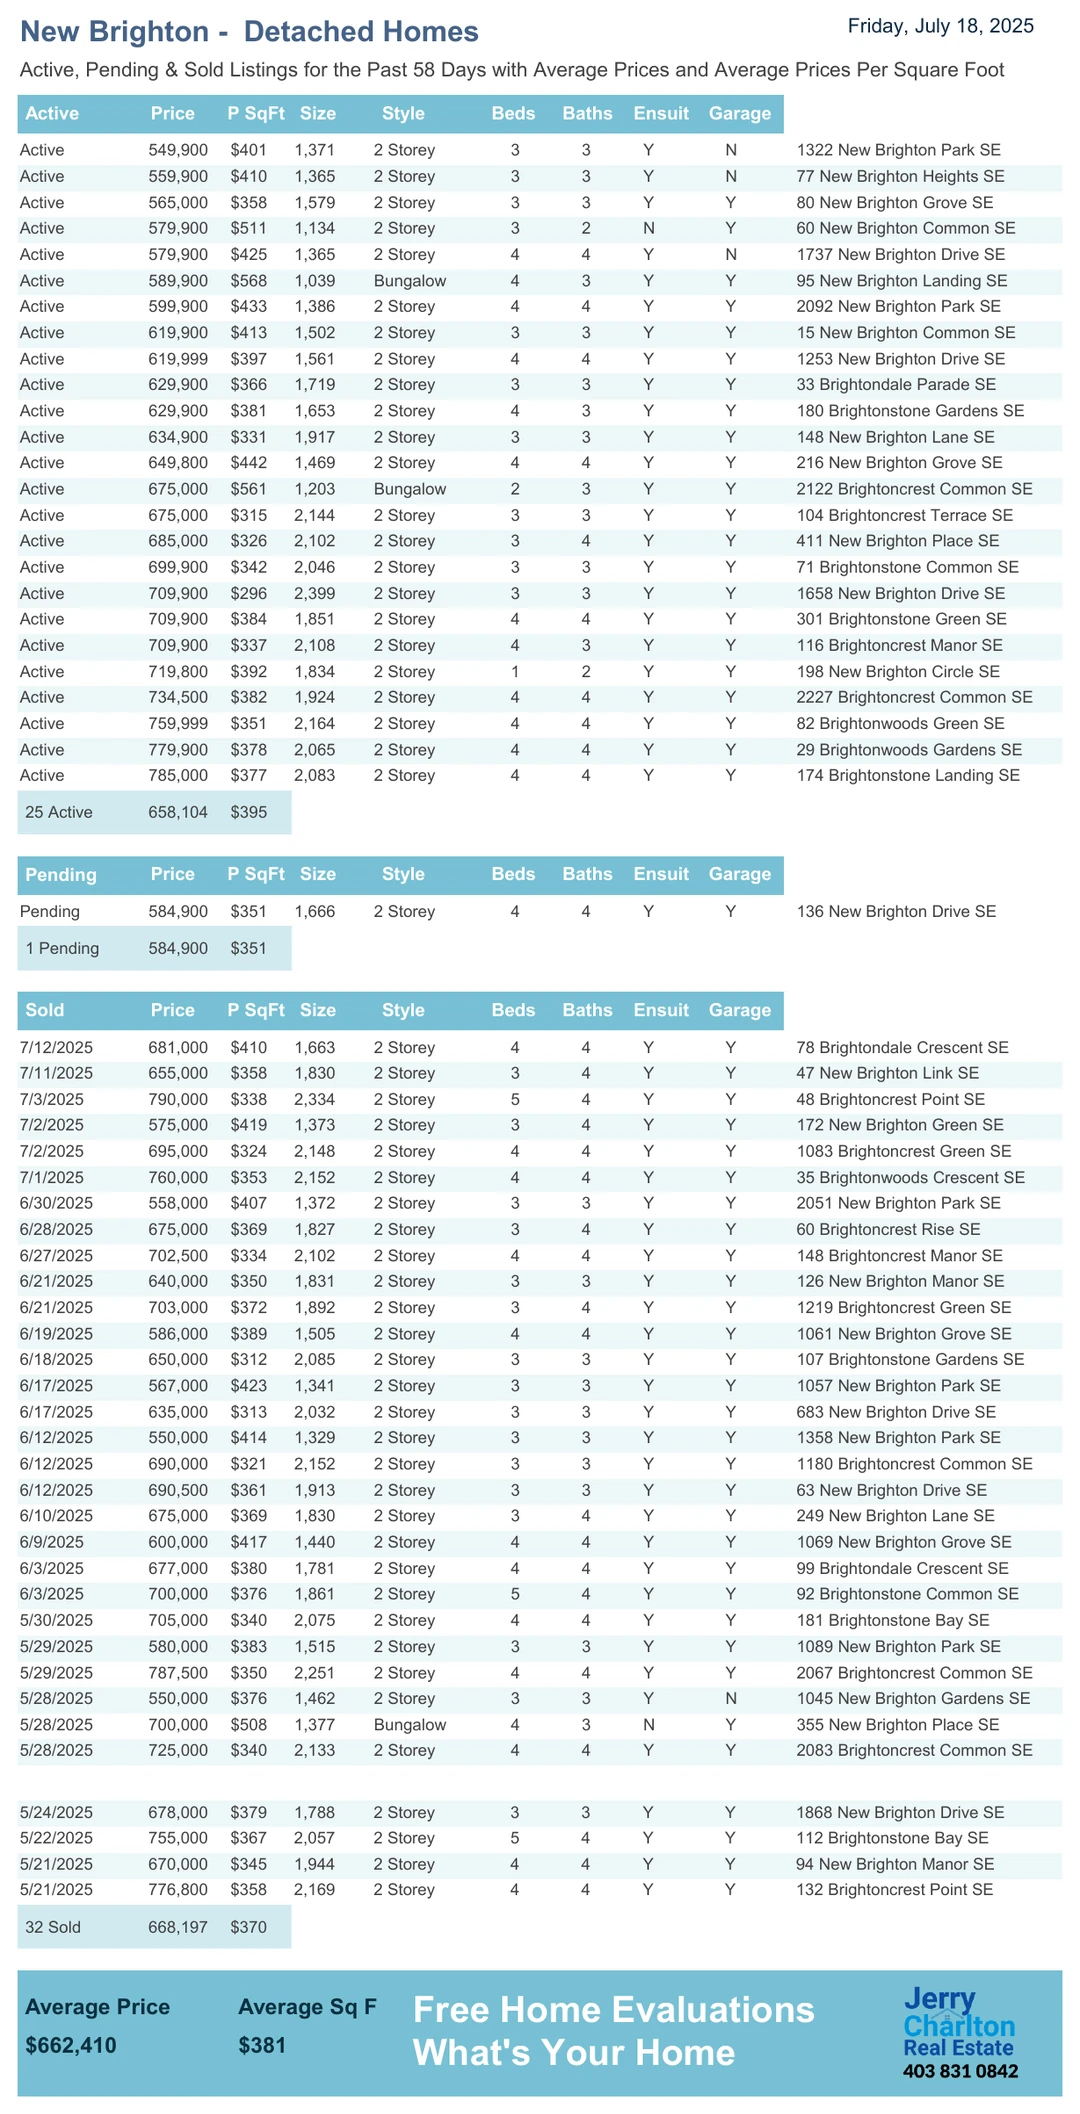 New Brighton - Detached Homes
Friday, July 18, 2025
Active, Pending & Sold Listings for the Past 58 Days with Average Prices and Average Prices Per Square Foot
Active Price P SqFt Size Style Beds Baths Ensuit Garage
Active 549,900 $401 1,371 2 Storey 3 3 Y N 1322 New Brighton Park SE
Active 559,900 $410 1,365 2 Storey 3 3 Y N 77 New Brighton Heights SE
Active 565,000 $358 1,579 2 Storey 3 3 Y Y 80 New Brighton Grove SE
Active 579,900 $511 1,134 2 Storey 3 2 N Y 60 New Brighton Common SE
Active 579,900 $425 1,365 2 Storey 4 4 Y N 1737 New Brighton Drive SE
Active 589,900 $568 1,039 Bungalow 4 3 Y Y 95 New Brighton Landing SE
Active 599,900 $433 1,386 2 Storey 4 4 Y Y 2092 New Brighton Park SE
Active 619,900 $413 1,502 2 Storey 3 3 Y Y 15 New Brighton Common SE
Active 619,999 $397 1,561 2 Storey 4 4 Y Y 1253 New Brighton Drive SE
Active 629,900 $366 1,719 2 Storey 3 3 Y Y 33 Brightondale Parade SE
Active 629,900 $381 1,653 2 Storey 4 3 Y Y 180 Brightonstone Gardens SE
Active 634,900 $331 1,917 2 Storey 3 3 Y Y 148 New Brighton Lane SE
Active 649,800 $442 1,469 2 Storey 4 4 Y Y 216 New Brighton Grove SE
Active 675,000 $561 1,203 Bungalow 2 3 Y Y 2122 Brightoncrest Common SE
Active 675,000 $315 2,144 2 Storey 3 3 Y Y 104 Brightoncrest Terrace SE
Active 685,000 $326 2,102 2 Storey 3 4 Y Y 411 New Brighton Place SE
Active 699,900 $342 2,046 2 Storey 3 3 Y Y 71 Brightonstone Common SE
Active 709,900 $296 2,399 2 Storey 3 3 Y Y 1658 New Brighton Drive SE
Active 709,900 $384 1,851 2 Storey 4 4 Y Y 301 Brightonstone Green SE
Active 709,900 $337 2,108 2 Storey 4 3 Y Y 116 Brightoncrest Manor SE
Active 719,800 $392 1,834 2 Storey 1 2 Y Y 198 New Brighton Circle SE
Active 734,500 $382 1,924 2 Storey 4 4 Y Y 2227 Brightoncrest Common SE
Active 759,999 $351 2,164 2 Storey 4 4 Y Y 82 Brightonwoods Green SE
Active 779,900 $378 2,065 2 Storey 4 4 Y Y 29 Brightonwoods Gardens SE
Active 785,000 $377 2,083 2 Storey 4 4 Y Y 174 Brightonstone Landing SE
25 Active 658,104 $395
Pending Price P SqFt Size Style Beds Baths Ensuit Garage
Pending 584,900 $351 1,666 2 Storey 4 4 Y Y 136 New Brighton Drive SE
1 Pending 584,900 $351
Sold Price P SqFt Size Style Beds Baths Ensuit Garage
7/12/2025 681,000 $410 1,663 2 Storey 4 4 Y Y 78 Brightondale Crescent SE
7/11/2025 655,000 $358 1,830 2 Storey 3 4 Y Y 47 New Brighton Link SE
7/3/2025 790,000 $338 2,334 2 Storey 5 4 Y Y 48 Brightoncrest Point SE
7/2/2025 575,000 $419 1,373 2 Storey 3 4 Y Y 172 New Brighton Green SE
7/2/2025 695,000 $324 2,148 2 Storey 4 4 Y Y 1083 Brightoncrest Green SE
7/1/2025 760,000 $353 2,152 2 Storey 4 4 Y Y 35 Brightonwoods Crescent SE
6/30/2025 558,000 $407 1,372 2 Storey 3 3 Y Y 2051 New Brighton Park SE
6/28/2025 675,000 $369 1,827 2 Storey 3 4 Y Y 60 Brightoncrest Rise SE
6/27/2025 702,500 $334 2,102 2 Storey 4 4 Y Y 148 Brightoncrest Manor SE
6/21/2025 640,000 $350 1,831 2 Storey 3 3 Y Y 126 New Brighton Manor SE
6/21/2025 703,000 $372 1,892 2 Storey 3 4 Y Y 1219 Brightoncrest Green SE
6/19/2025 586,000 $389 1,505 2 Storey 4 4 Y Y 1061 New Brighton Grove SE
6/18/2025 650,000 $312 2,085 2 Storey 3 3 Y Y 107 Brightonstone Gardens SE
6/17/2025 567,000 $423 1,341 2 Storey 3 3 Y Y 1057 New Brighton Park SE
6/17/2025 635,000 $313 2,032 2 Storey 3 3 Y Y 683 New Brighton Drive SE
6/12/2025 550,000 $414 1,329 2 Storey 3 3 Y Y 1358 New Brighton Park SE
6/12/2025 690,000 $321 2,152 2 Storey 3 3 Y Y 1180 Brightoncrest Common SE
6/12/2025 690,500 $361 1,913 2 Storey 3 3 Y Y 63 New Brighton Drive SE
6/10/2025 675,000 $369 1,830 2 Storey 3 4 Y Y 249 New Brighton Lane SE
6/9/2025 600,000 $417 1,440 2 Storey 4 4 Y Y 1069 New Brighton Grove SE
6/3/2025 677,000 $380 1,781 2 Storey 4 4 Y Y 99 Brightondale Crescent SE
6/3/2025 700,000 $376 1,861 2 Storey 5 4 Y Y 92 Brightonstone Common SE
5/30/2025 705,000 $340 2,075 2 Storey 4 4 Y Y 181 Brightonstone Bay SE
5/29/2025 580,000 $383 1,515 2 Storey 3 3 Y Y 1089 New Brighton Park SE
5/29/2025 787,500 $350 2,251 2 Storey 4 4 Y Y 2067 Brightoncrest Common SE
5/28/2025 550,000 $376 1,462 2 Storey 3 3 Y N 1045 New Brighton Gardens SE
5/28/2025 700,000 $508 1,377 Bungalow 4 3 N Y 355 New Brighton Place SE
5/28/2025 725,000 $340 2,133 2 Storey 4 4 Y Y 2083 Brightoncrest Common SE
5/24/2025 678,000 $379 1,788 2 Storey 3 3 Y Y 1868 New Brighton Drive SE
5/22/2025 755,000 $367 2,057 2 Storey 5 4 Y Y 112 Brightonstone Bay SE
5/21/2025 670,000 $345 1,944 2 Storey 4 4 Y Y 94 New Brighton Manor SE
5/21/2025 776,800 $358 2,169 2 Storey 4 4 Y Y 132 Brightoncrest Point SE
32 Sold 668,197 $370
Average Price Average Sq F
$662,410 $381
Free Home Evaluations
What's Your Home
Jerry
Charlton
Real Estate
403 831 0842